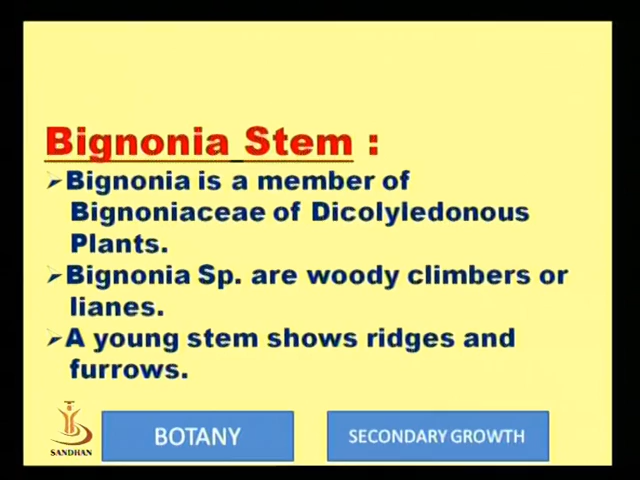 Bignonia Stem :
➢Bignonia is a member of
Bignoniaceae of Dicolyledonous
Plants.
➢Bignonia Sp. are woody climbers or
lianes.
➢A young stem shows ridges and
furrows.
SANDHAN
BOTANY
SECONDARY GROWTH